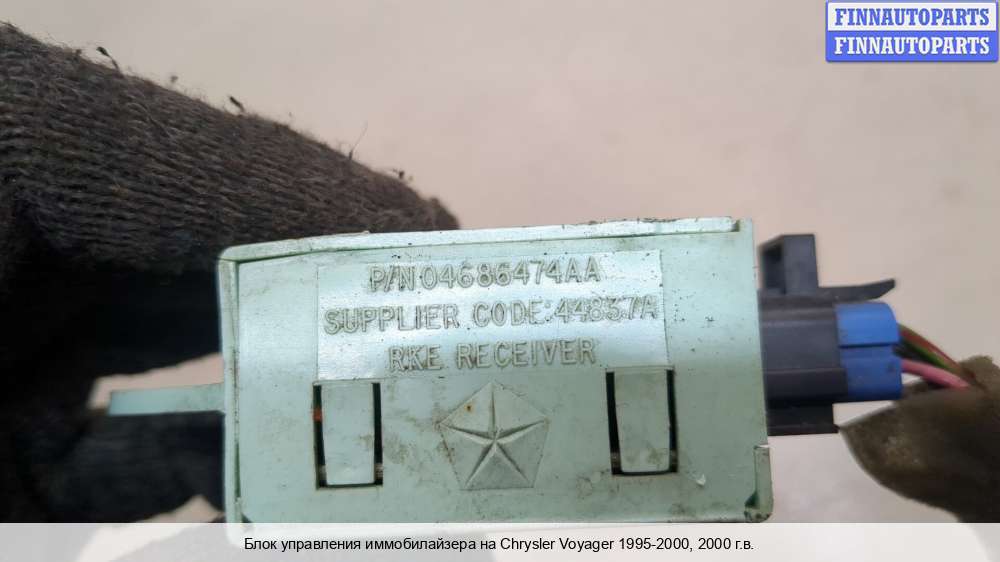 FINNAUTOPARTS
FINNAUTOPARTS
P/N 04686474AA
SUPPLIER CODE: 44837A
RKE RECEIVER
Блок управления иммобилайзера на Chrysler Voyager 1995-2000, 2000 г.в.